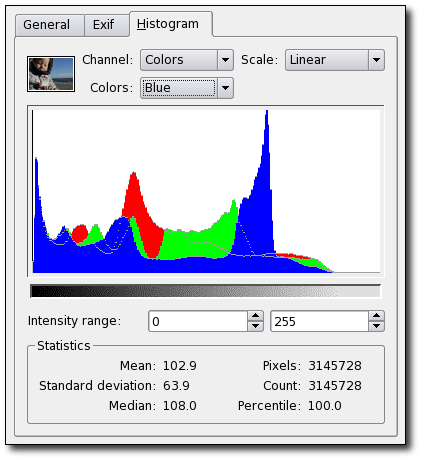 General Exif Histogram
Channel: Colors Scale: Linear
Colors: Blue
Intensity range: 0 255
Statistics
Mean: 102.9 Pixels: 3145728
Standard deviation: 63.9 Count: 3145728
Median: 108.0 Percentile: 100.0